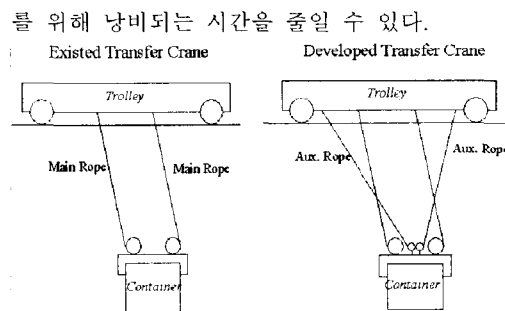 를 위해 낭비되는 시간을 줄일 수 있다.
Existed Transfer Crane
Developed Transfer Crane
Trolley
Trolley
Main Rope
Main Rope
Aux. Rope
Aux. Rope
Container
Container